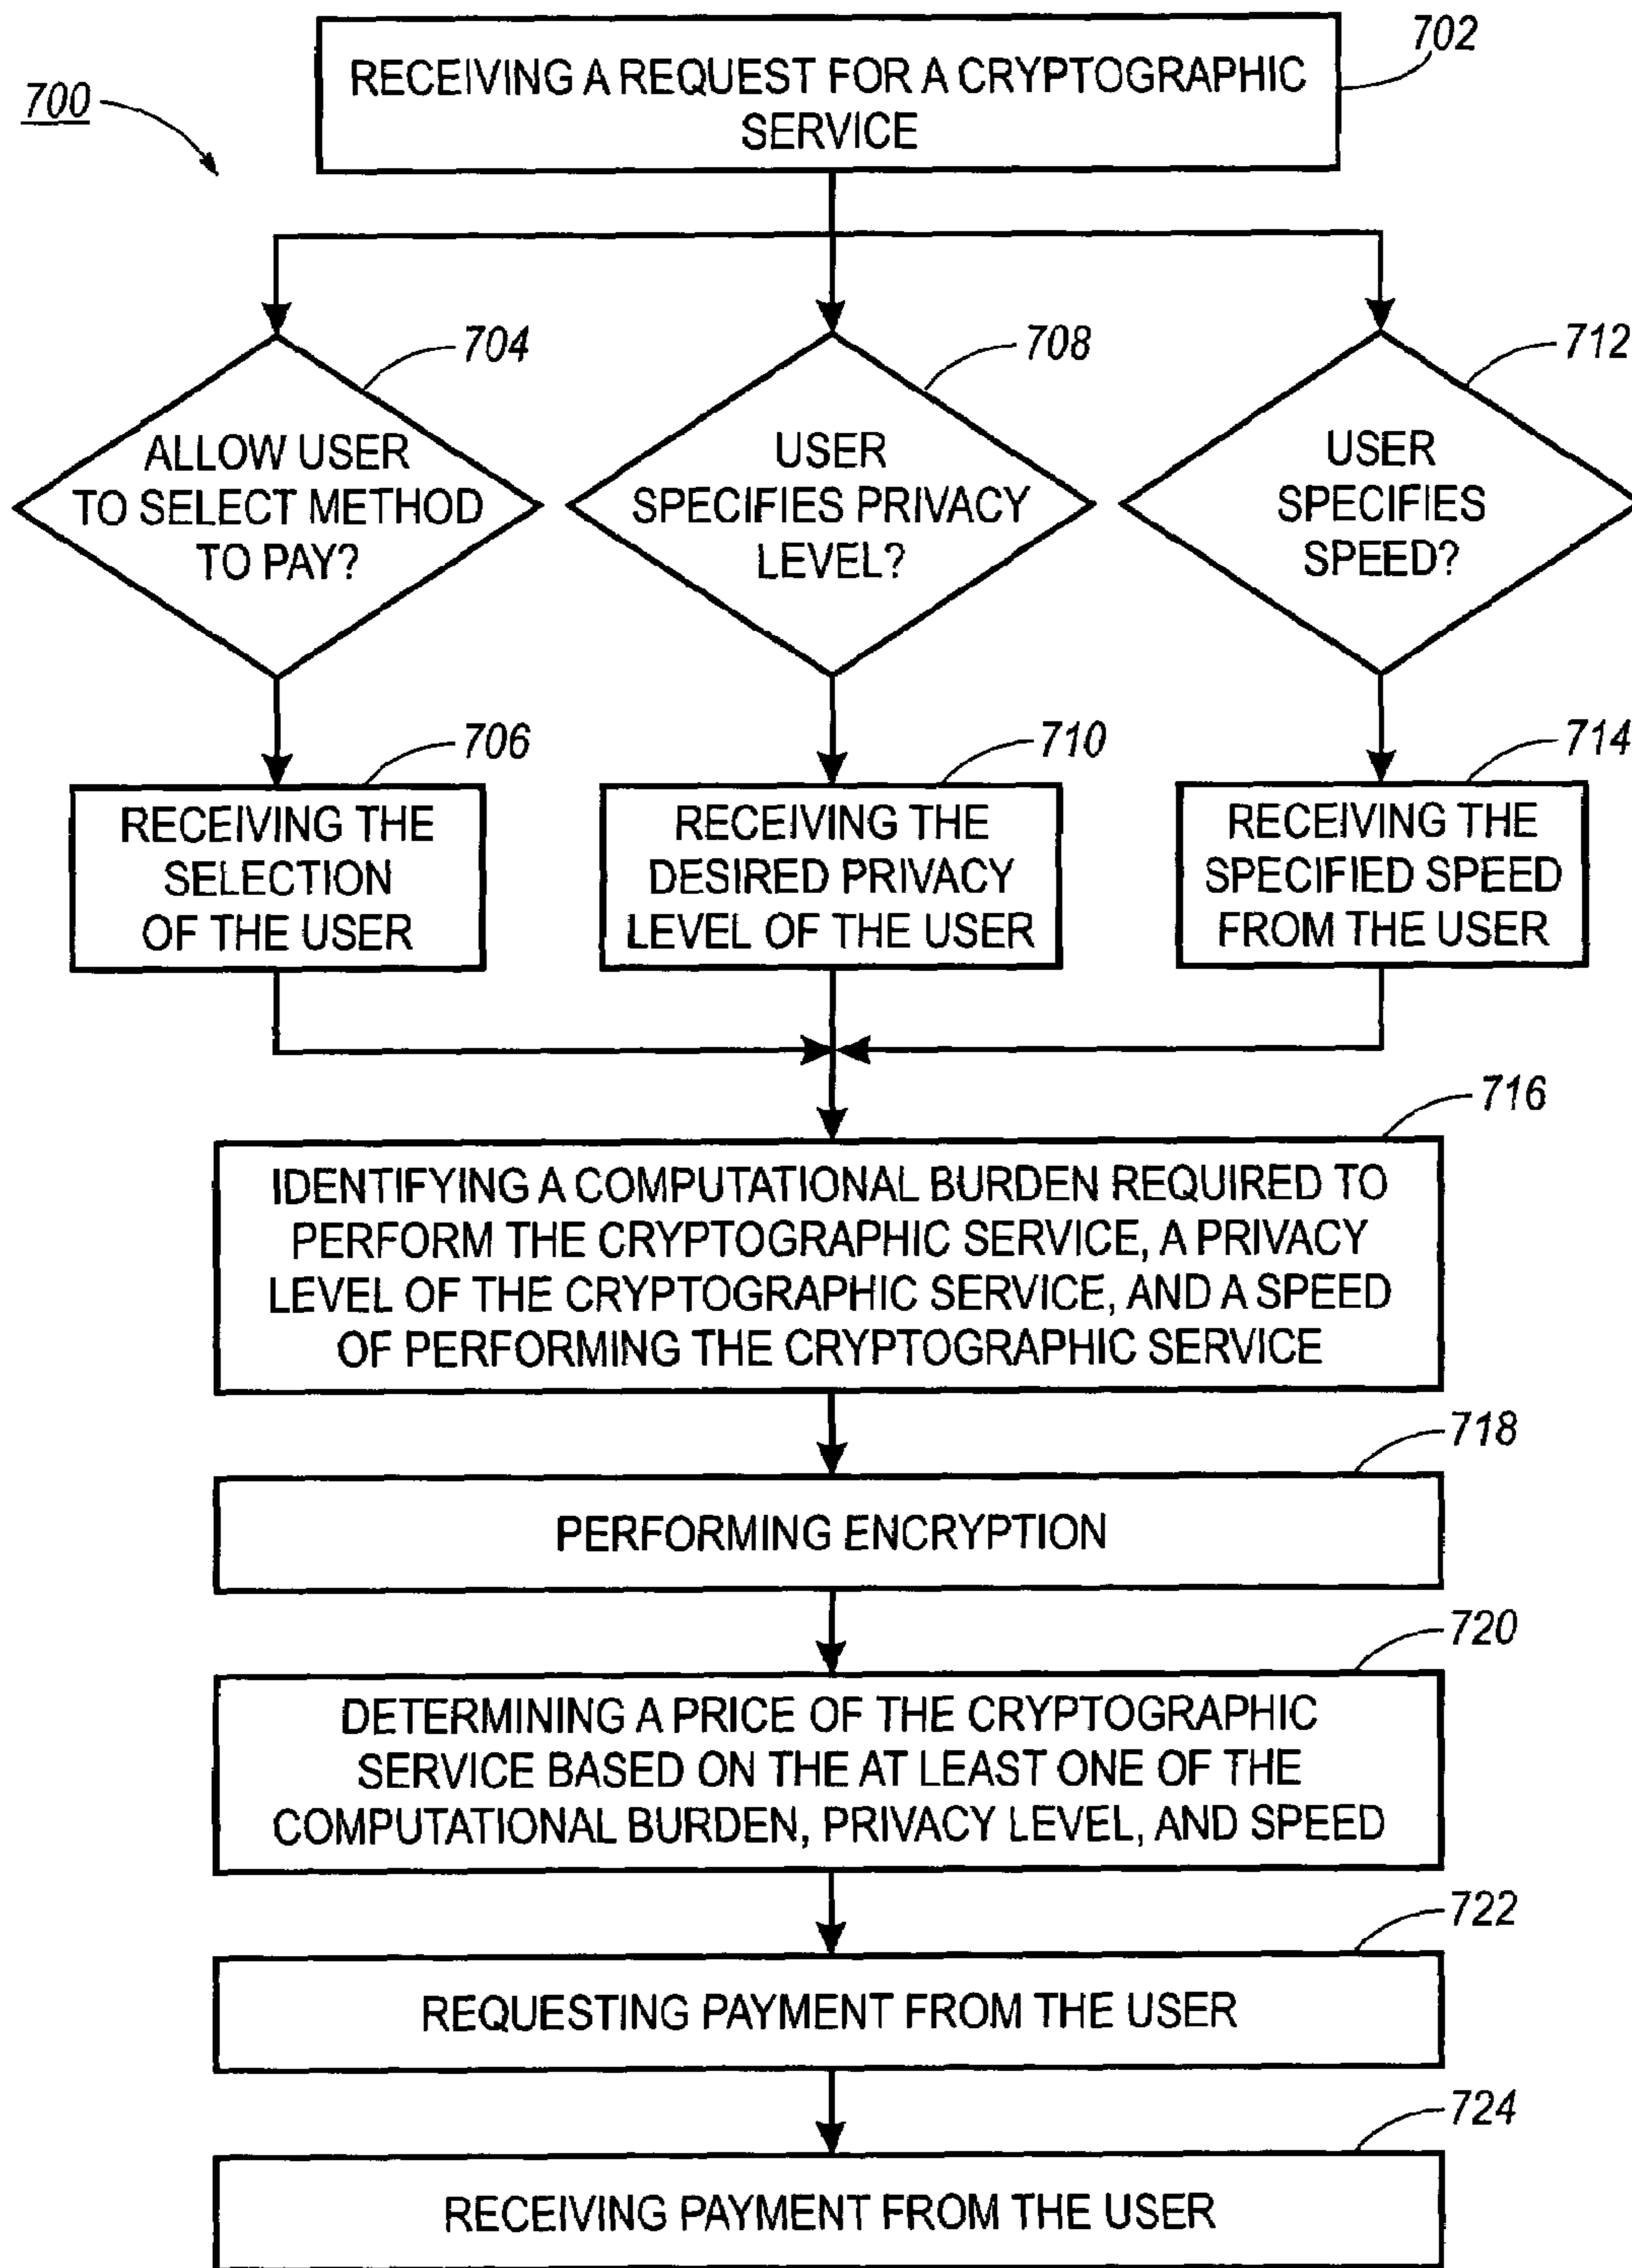 700
702
RECEIVING A REQUEST FOR A CRYPTOGRAPHIC
SERVICE
704
ALLOW USER
TO SELECT METHOD
TO PAY?
708
USER
SPECIFIES PRIVACY
LEVEL?
712
USER
SPECIFIES
SPEED?
706
RECEIVING THE
SELECTION
OF THE USER
710
RECEIVING THE
DESIRED PRIVACY
LEVEL OF THE USER
714
RECEIVING THE
SPECIFIED SPEED
FROM THE USER
716
IDENTIFYING A COMPUTATIONAL BURDEN REQUIRED TO
PERFORM THE CRYPTOGRAPHIC SERVICE, A PRIVACY
LEVEL OF THE CRYPTOGRAPHIC SERVICE, AND A SPEED
OF PERFORMING THE CRYPTOGRAPHIC SERVICE
718
PERFORMING ENCRYPTION
720
DETERMINING A PRICE OF THE CRYPTOGRAPHIC
SERVICE BASED ON THE AT LEAST ONE OF THE
COMPUTATIONAL BURDEN, PRIVACY LEVEL, AND SPEED
722
REQUESTING PAYMENT FROM THE USER
724
RECEIVING PAYMENT FROM THE USER